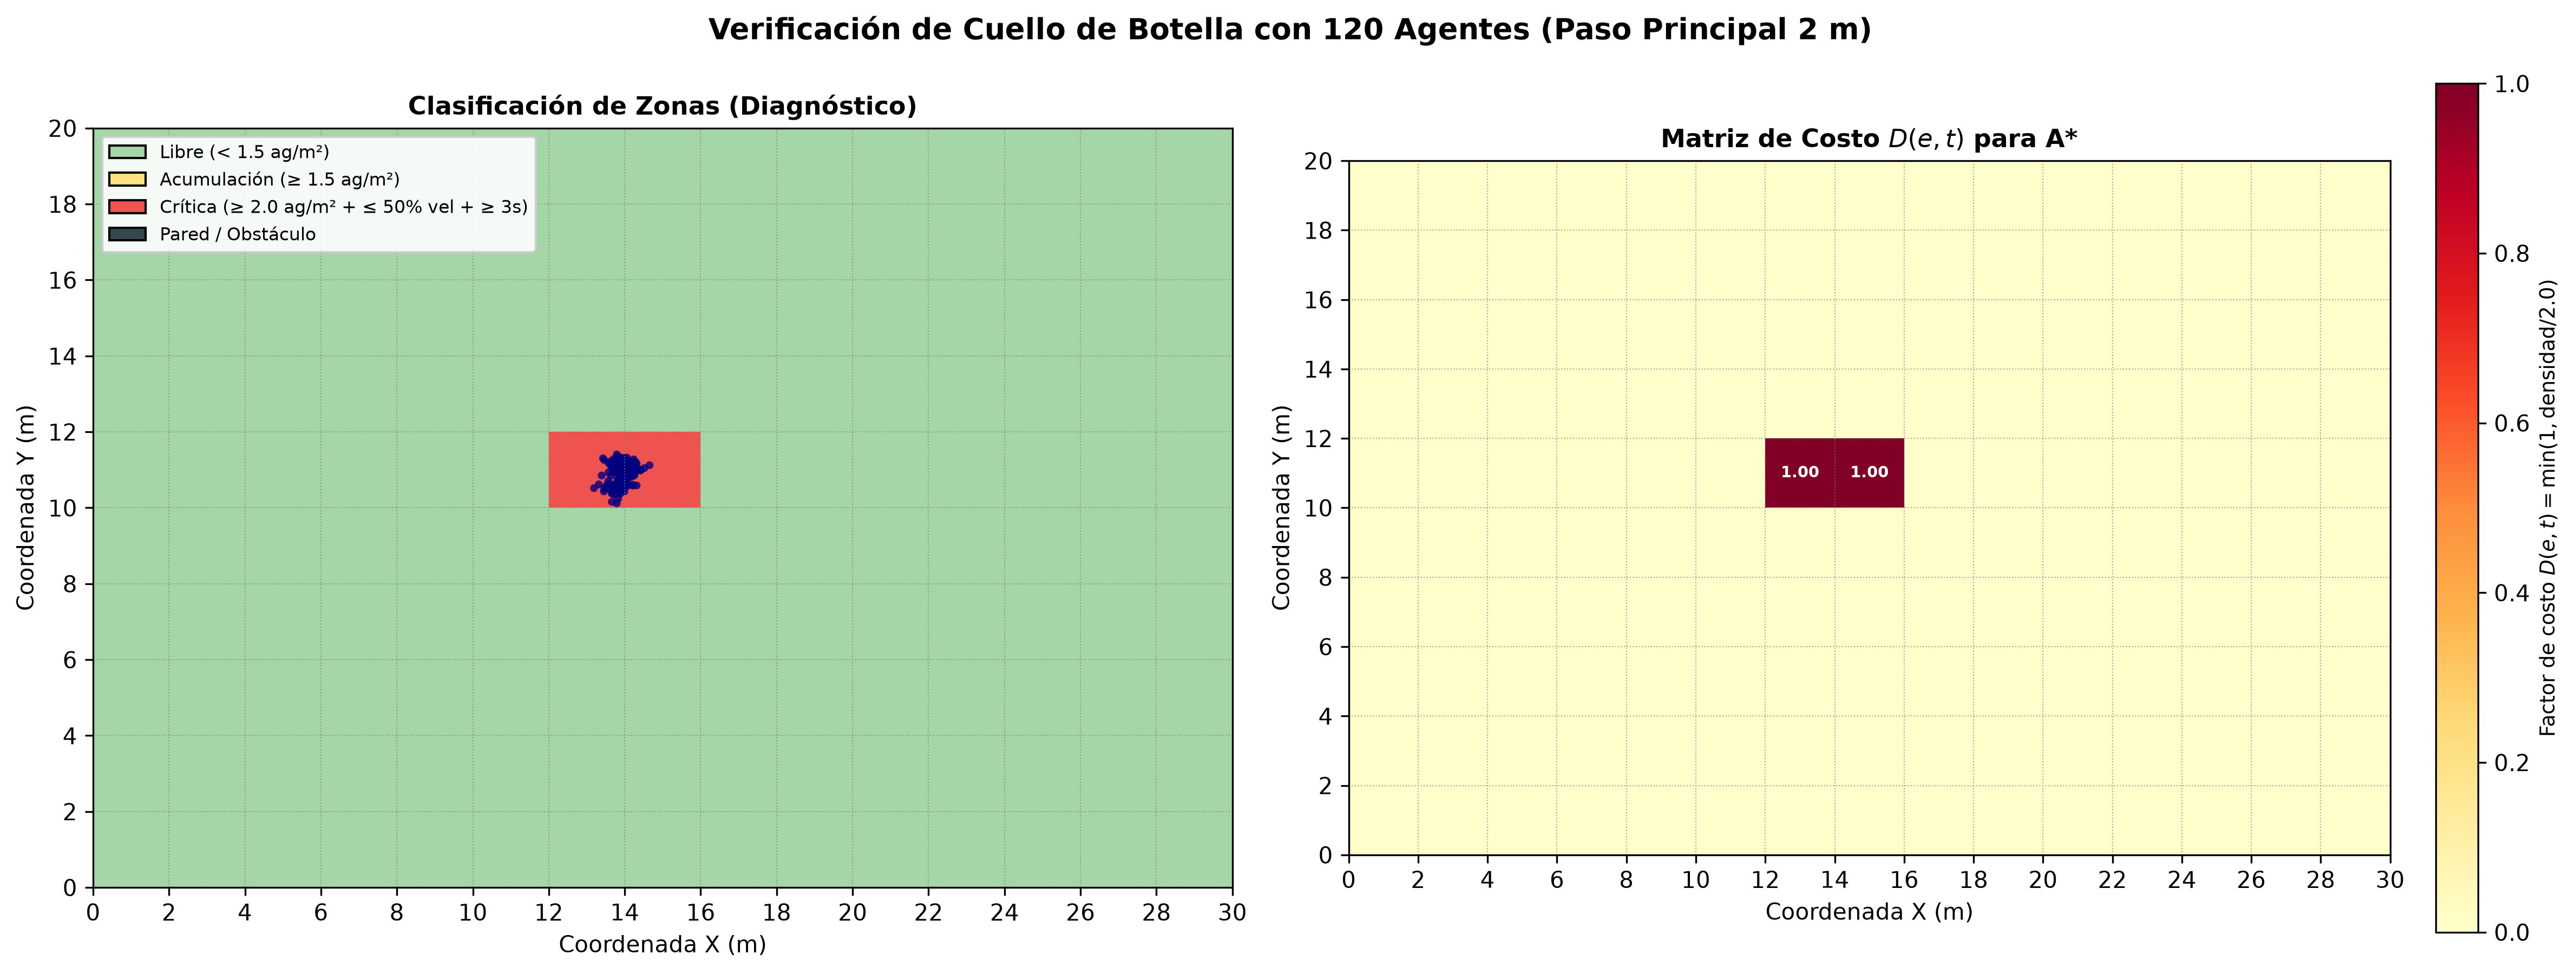 Verificación de Cuello de Botella con 120 Agentes (Paso Principal 2 m)
Clasificación de Zonas (Diagnóstico)
Libre (< 1.5 ag/m²)
Acumulación (≥ 1.5 ag/m²)
Crítica (≥ 2.0 ag/m² + ≤ 50% vel + ≥ 3s)
Pared / Obstáculo
Coordenada Y (m)
20
18
16
14
12
10
8
6
4
2
0
0 2 4 6 8 10 12 14 16 18 20 22 24 26 28 30
Coordenada X (m)
Matriz de Costo D(e, t) para A*
Coordenada Y (m)
20
18
16
14
12
10
8
6
4
2
0
1.00 1.00
0 2 4 6 8 10 12 14 16 18 20 22 24 26 28 30
Coordenada X (m)
1.0
0.8
0.6
0.4
0.2
0.0
Factor de costo D(e, t) = min(1, densidad/2.0)